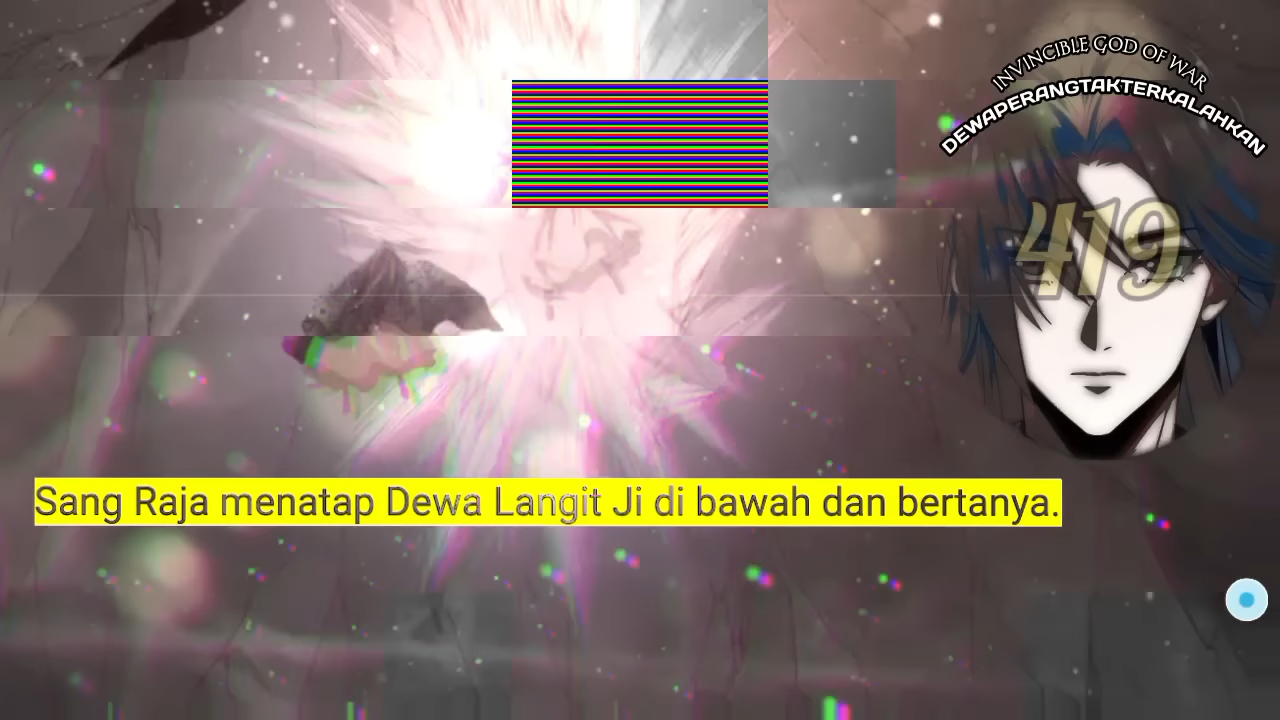 INVINCIBLE GOD OF WAR
DEWAPERANGTAKTERKALAHKAN
419
Sang Raja menatap Dewa Langit Ji di bawah dan bertanya.